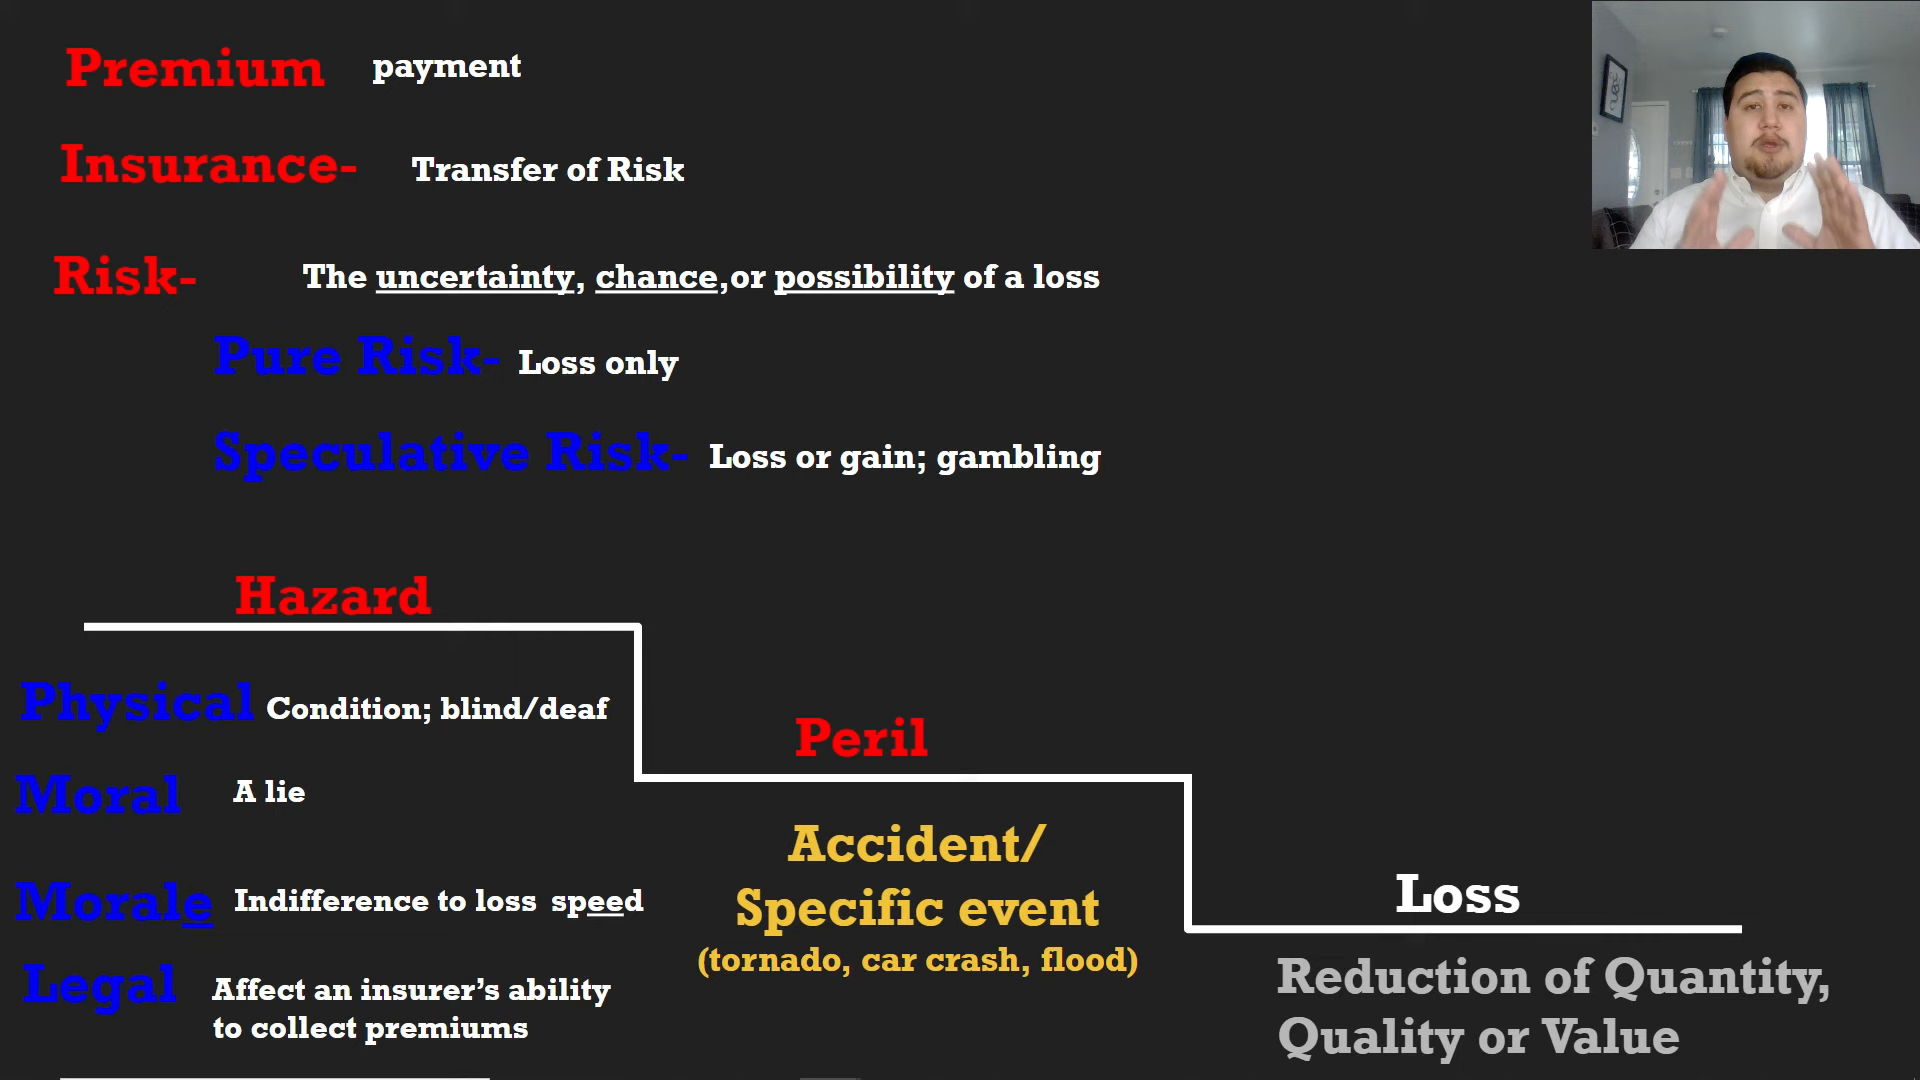 Premium payment
Insurance- Transfer of Risk
Risk- The uncertainty, chance,or possibility of a loss
Pure Risk- Loss only
Speculative Risk- Loss or gain; gambling
Hazard
Physical Condition; blind/deaf
Moral A lie
Morale Indifference to loss speed
Legal Affect an insurer's ability
to collect premiums
Peril
Accident/
Specific event
(tornado, car crash, flood)
Loss
Reduction of Quantity,
Quality or Value